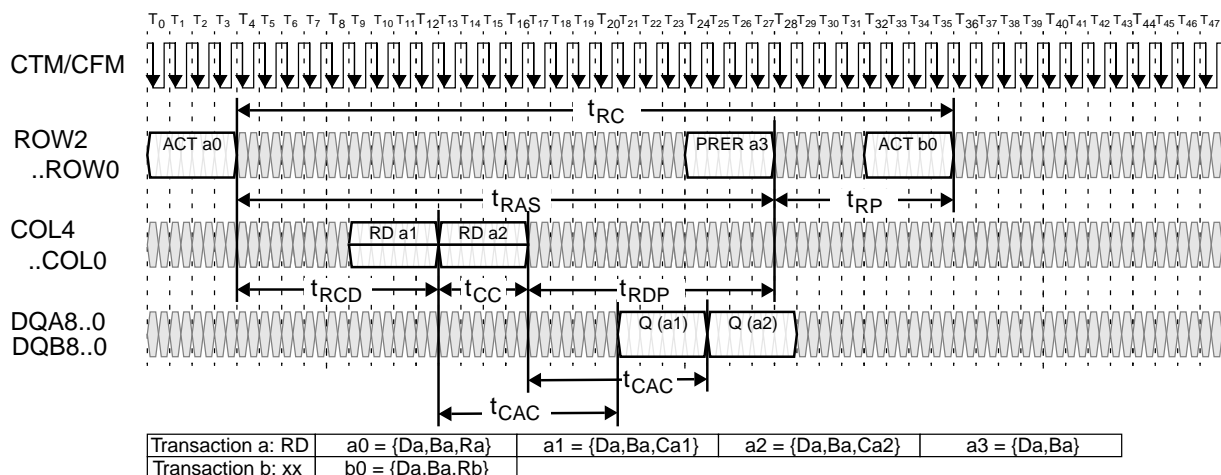 T0 T1 T2 T3 T4 T5 T6 T7 T8 T9 T10 T11 T12 T13 T14 T15 T16 T17 T18 T19 T20 T21 T22 T23 T24 T25 T26 T27 T28 T29 T30 T31 T32 T33 T34 T35 T36 T37 T38 T39 T40 T41 T42 T43 T44 T45 T46 T47
CTM/CFM
tRC
ROW2
..ROW0
ACT a0 PRER a3 ACT b0
tRAS tRP
COL4
..COL0
RD a1 RD a2
tRCD tCC tRDP
DQA8..0
DQB8..0
Q (a1) Q (a2)
tCAC
tCAC
Transaction a: RD a0 = {Da,Ba,Ra} a1 = {Da,Ba,Ca1} a2 = {Da,Ba,Ca2} a3 = {Da,Ba}
Transaction b: xx b0 = {Da,Ba,Rb}